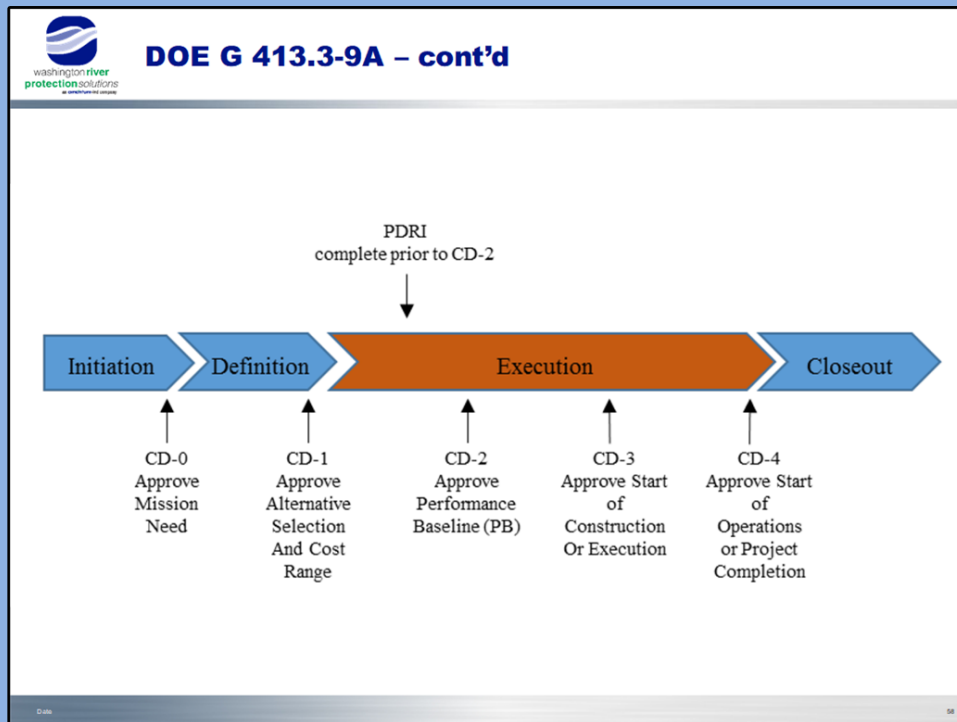 washington river
protection solutions
DOE G 413.3-9A – cont’d
PDRI
complete prior to CD-2
Initiation
Definition
Execution
Closeout
CD-0
Approve
Mission
Need
CD-1
Approve
Alternative
Selection
And Cost
Range
CD-2
Approve
Performance
Baseline (PB)
CD-3
Approve Start
of
Construction
Or Execution
CD-4
Approve Start
of
Operations
or Project
Completion
Date
58